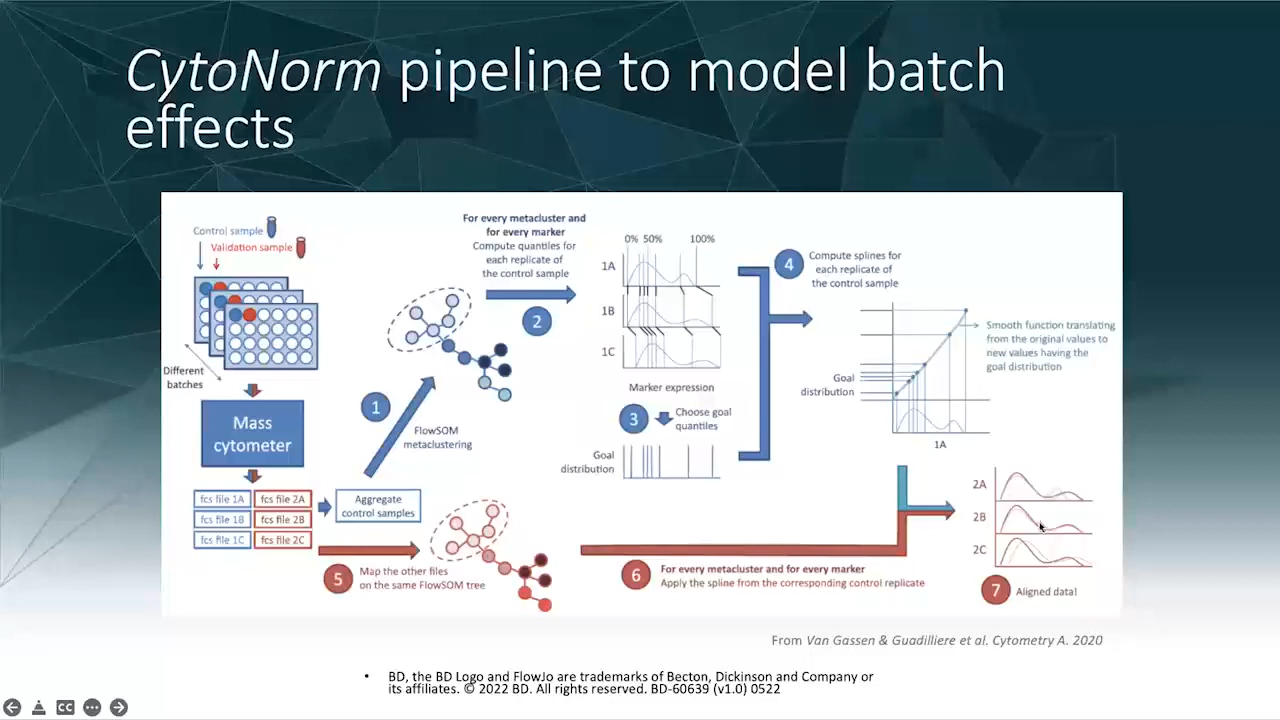 CytoNorm pipeline to model batch
effects
Control sample
Validation sample
Different
batches
Mass
cytometer
fcs file 1A
fcs file 2A
fcs file 1B
fcs file 2B
fcs file 1C
fcs file 2C
Aggregate
control samples
1
FlowSOM
metaclustering
For every metacluster and
for every marker
Compute quantiles for
each replicate of
the control sample
2
0% 50% 100%
1A
1B
1C
Marker expression
3
Choose goal
quantiles
Goal
distribution
4
Compute splines for
each replicate of
the control sample
Smooth function translating
from the original values to
new values having the
goal distribution
Goal
distribution
1A
5
Map the other files
on the same FlowSOM tree
6
For every metacluster and for every marker
Apply the spline from the corresponding control replicate
2A
2B
2C
7
Aligned data!
From Van Gassen & Guadilliere et al. Cytometry A. 2020
• BD, the BD Logo and FlowJo are trademarks of Becton, Dickinson and Company or
its affiliates. © 2022 BD. All rights reserved. BD-60639 (v1.0) 0522
CC